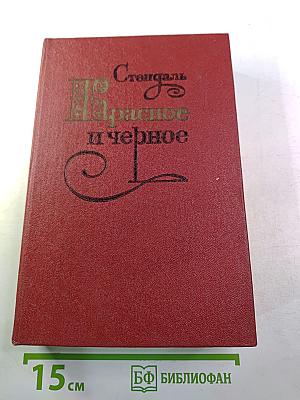 Стендаль
Красное
и черное
15 см
БФ БИБЛИОФАН